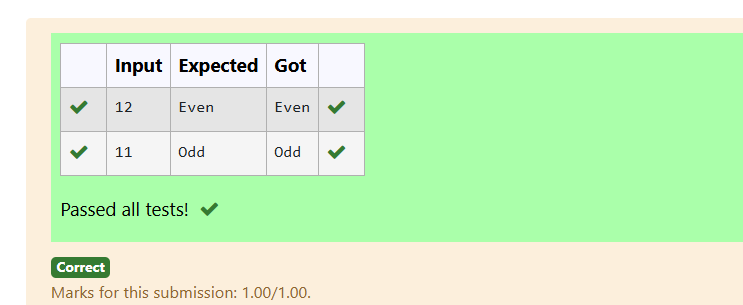 Input Expected Got
12 Even Even
11 Odd Odd
Passed all tests!
Correct
Marks for this submission: 1.00/1.00.